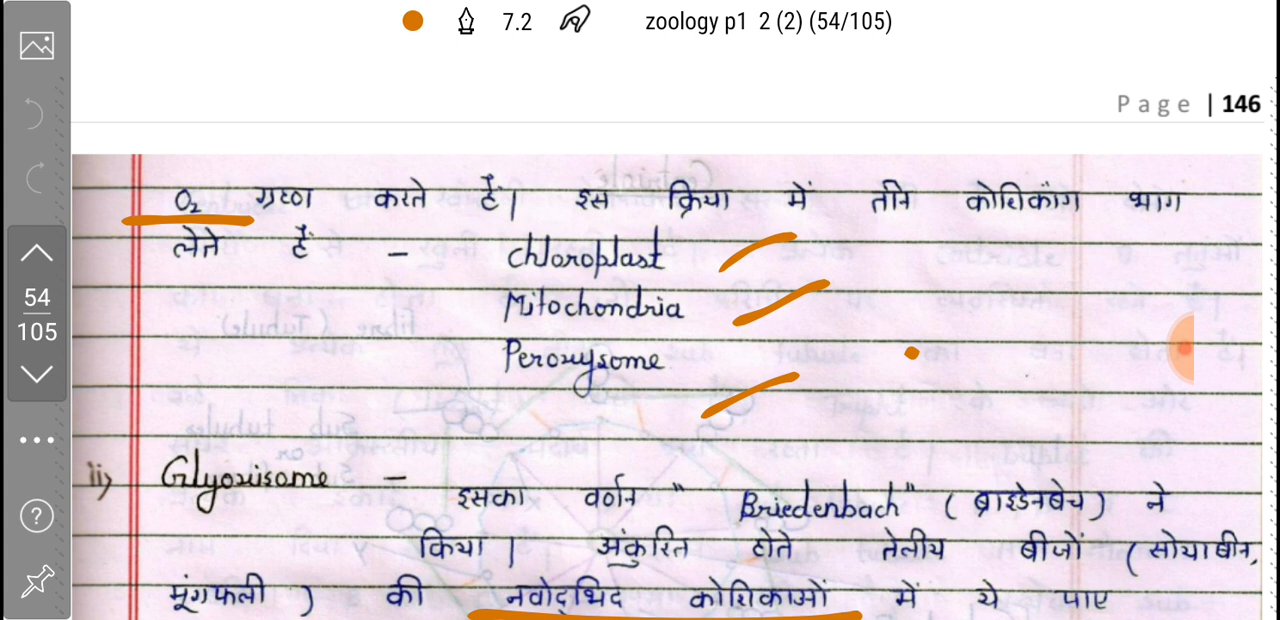 7.2 zoology p1 2 (2) (54/105)
Page | 146
54
105
O₂ ग्रहण करते हैं। इस क्रिया में तीन कोशिकांग भाग
लेते हैं - Chloroplast
Mitochondria
Peroxysome
ii) Glyoxisome - इसका वर्णन "Briedenbach" (ब्राइडेनबेच) ने
किया। अंकुरित होते तेलीय बीजों (सोयाबीन,
मूंगफली) की नवोद्भिद कोशिकाओं में ये पाए